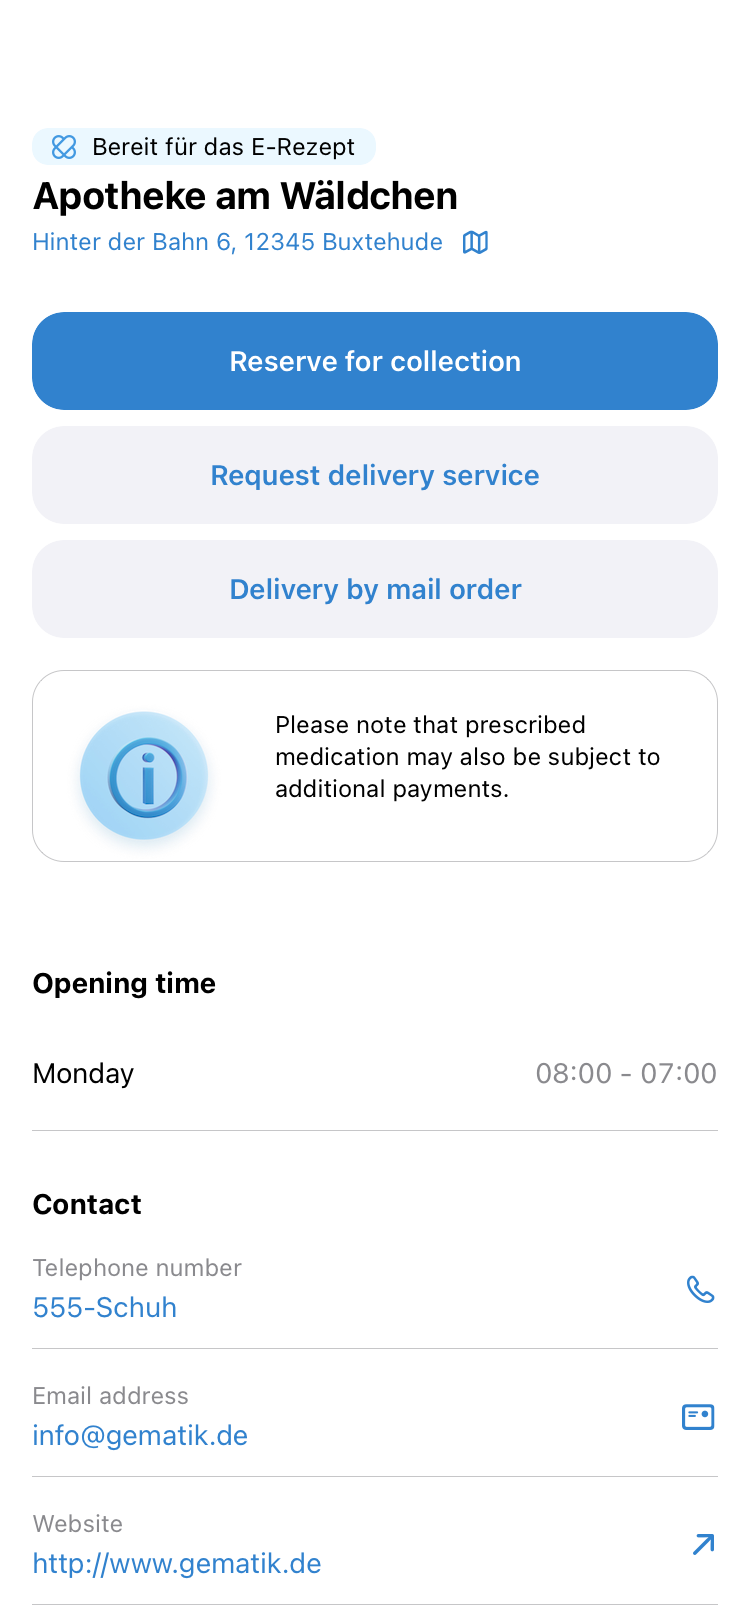 Bereit für das E-Rezept
Apotheke am Wäldchen
Hinter der Bahn 6, 12345 Buxtehude
Reserve for collection
Request delivery service
Delivery by mail order
Please note that prescribed
medication may also be subject to
additional payments.
Opening time
Monday 08:00 - 07:00
Contact
Telephone number
555-Schuh
Email address
info@gematik.de
Website
http://www.gematik.de